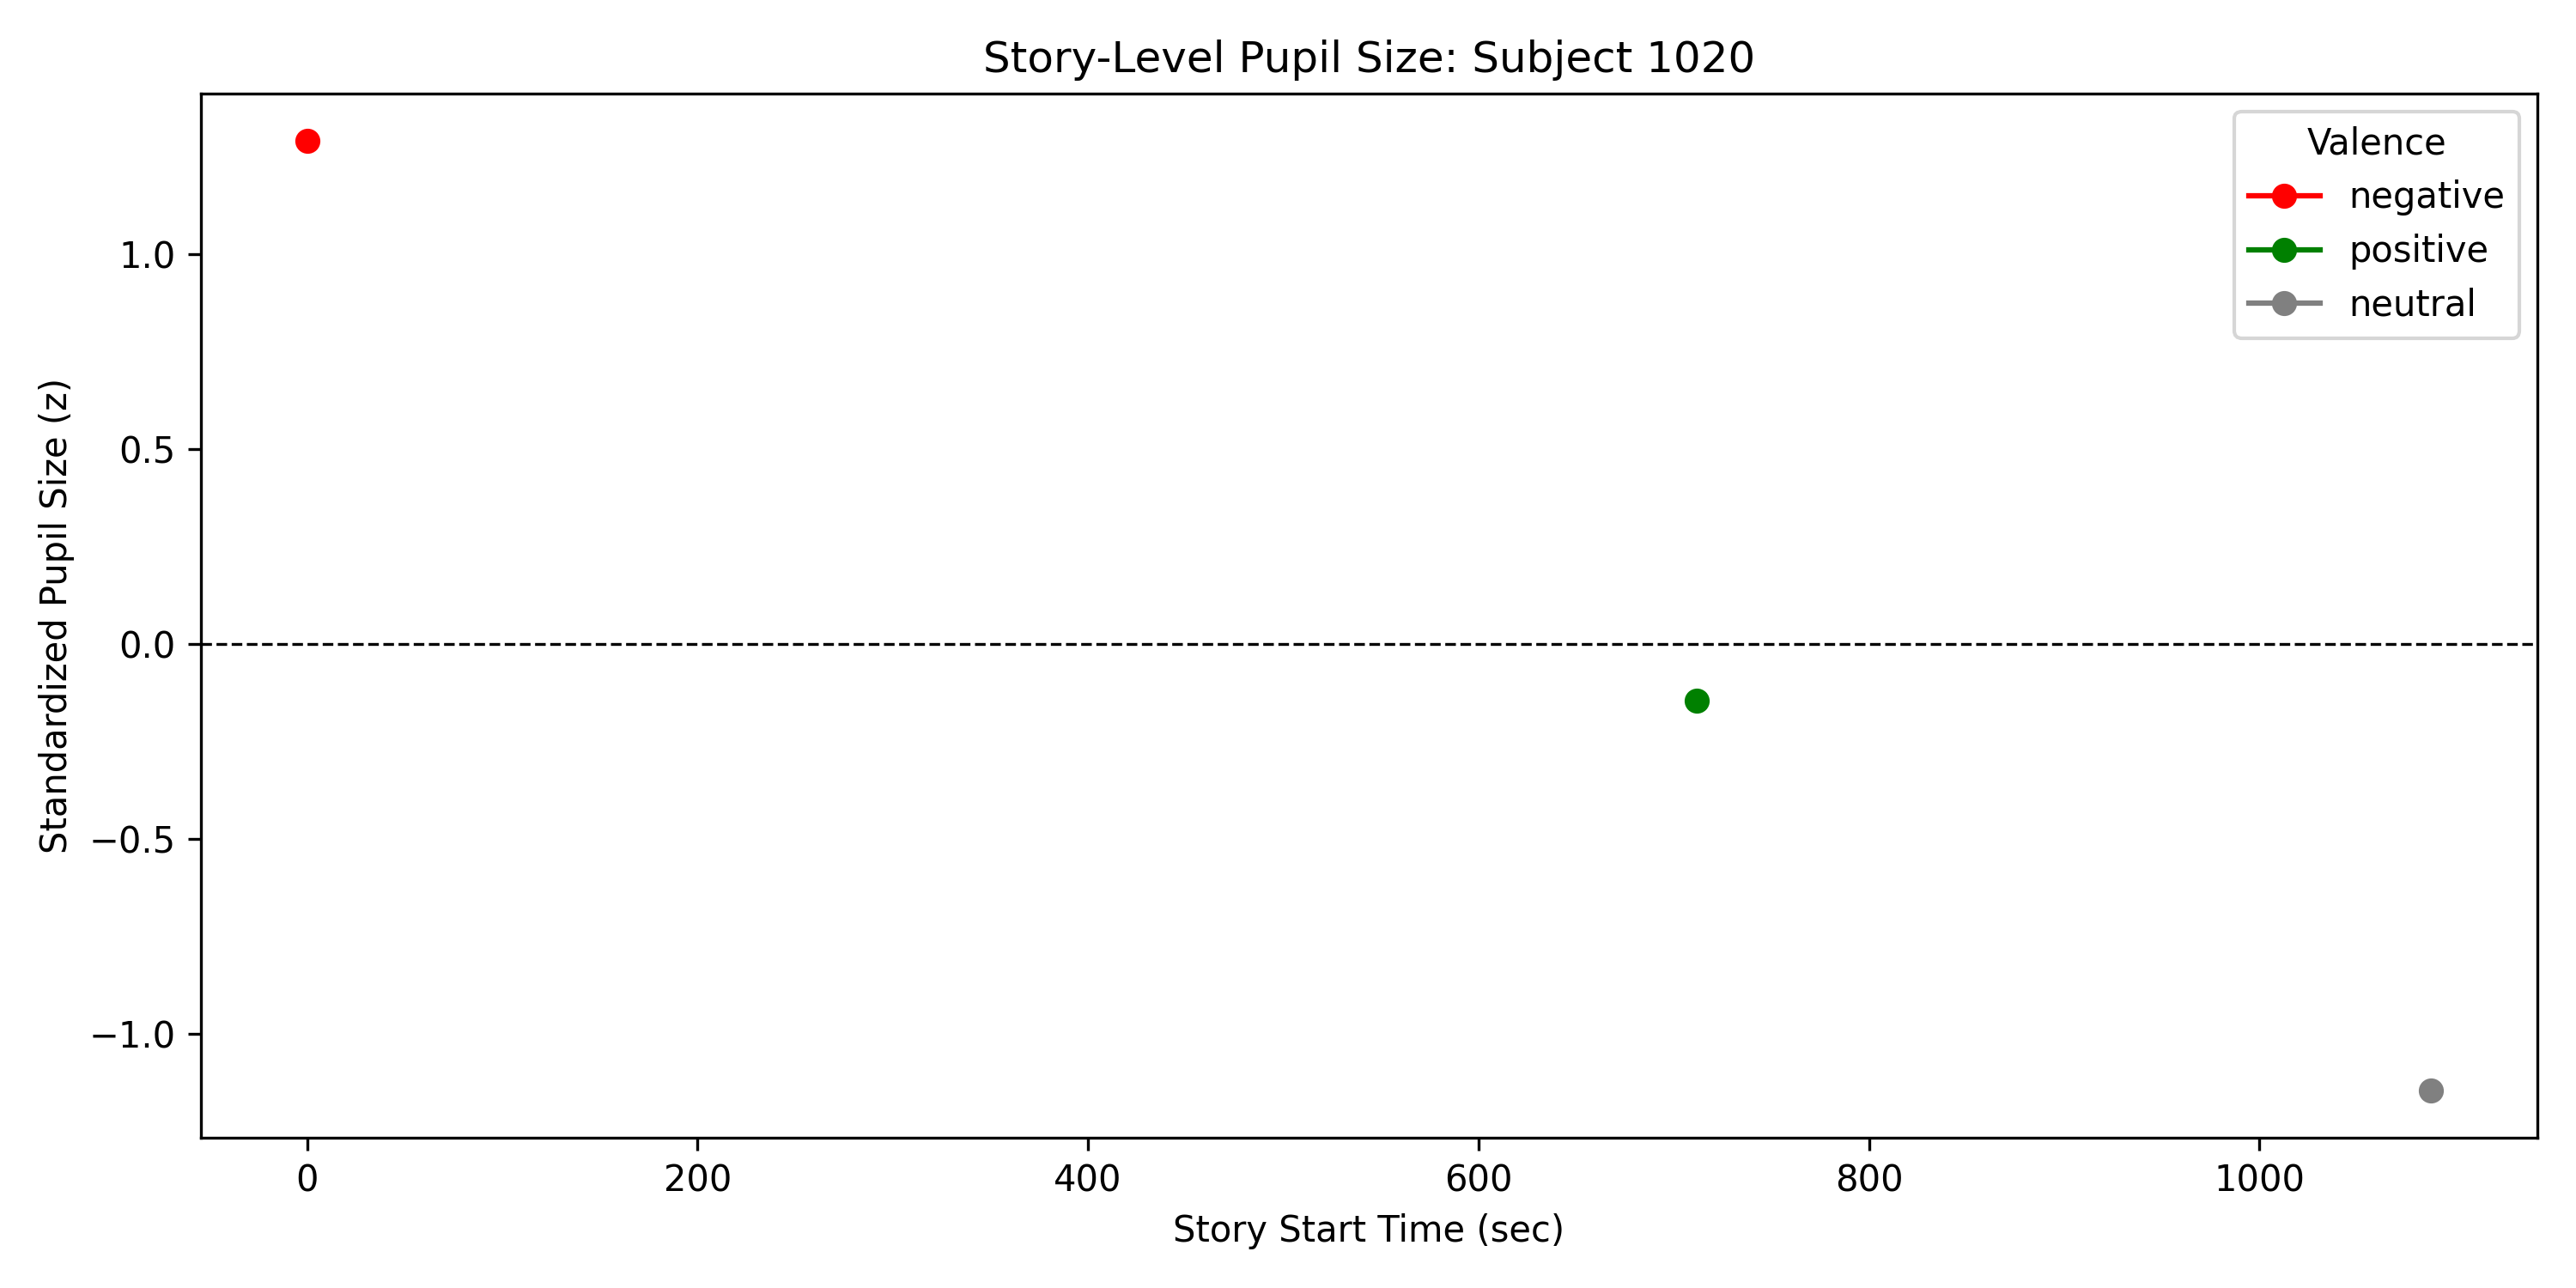 Story-Level Pupil Size: Subject 1020
Valence
negative
positive
neutral
Standardized Pupil Size (z)
1.0
0.5
0.0
−0.5
−1.0
0 200 400 600 800 1000
Story Start Time (sec)